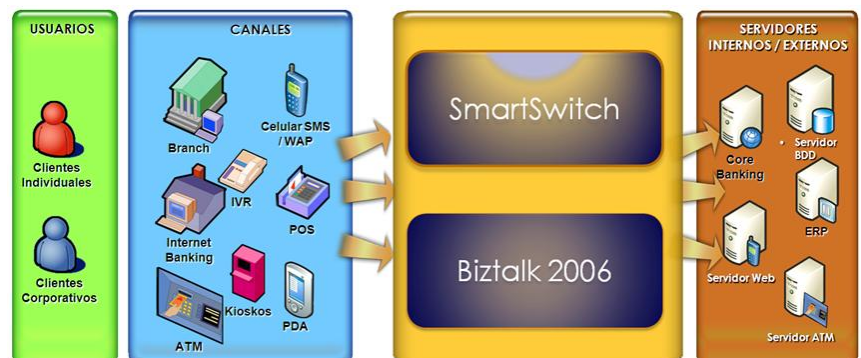 USUARIOS
Clientes
Individuales
Clientes
Corporativos
CANALES
Branch
Celular SMS
/ WAP
IVR
Internet
Banking
POS
Kioskos
PDA
ATM
SmartSwitch
Biztalk 2006
SERVIDORES
INTERNOS / EXTERNOS
Core
Banking
• Servidor
BDD
ERP
Servidor Web
Servidor ATM